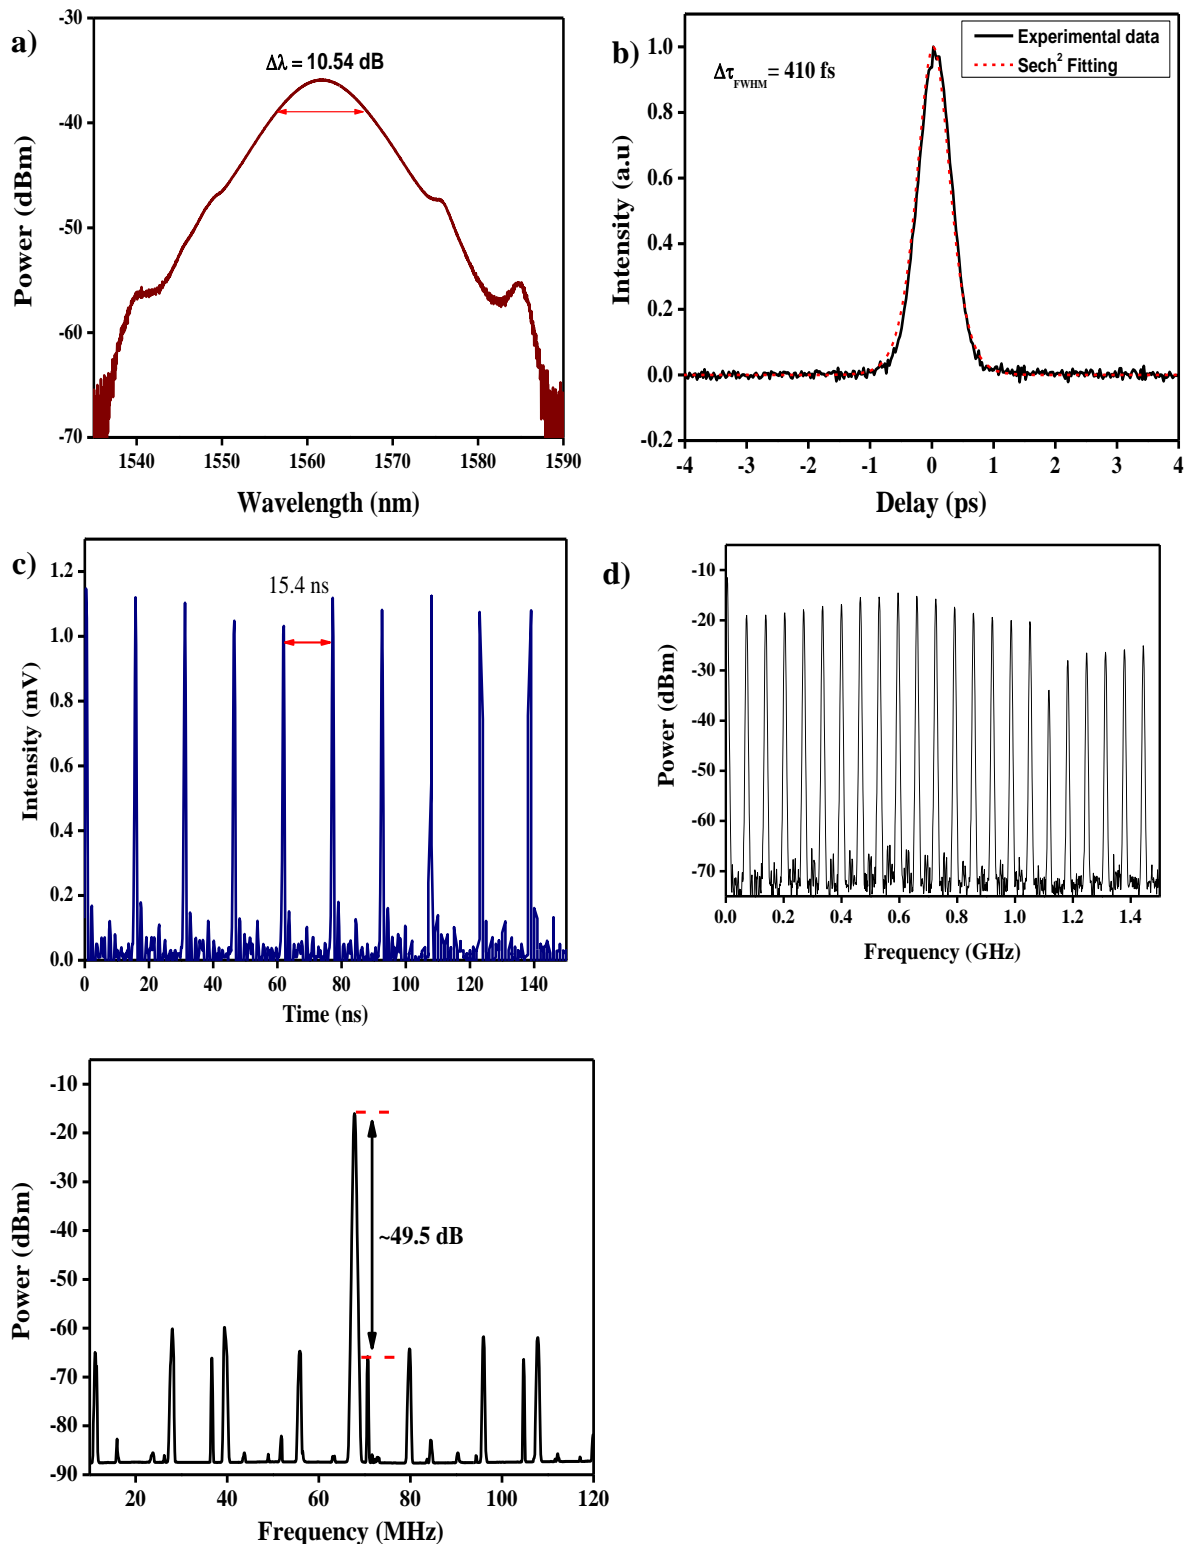 a)
Δλ = 10.54 dB
-30
-40
-50
-60
-70
1540 1550 1560 1570 1580 1590
Power (dBm)
Wavelength (nm)
b)
Experimental data
Sech² Fitting
Δτ_FWHM = 410 fs
1.0
0.8
0.6
0.4
0.2
0.0
-0.2
-4 -3 -2 -1 0 1 2 3 4
Intensity (a.u)
Delay (ps)
c)
15.4 ns
1.2
1.0
0.8
0.6
0.4
0.2
0.0
0 20 40 60 80 100 120 140
Intensity (mV)
Time (ns)
d)
-10
-20
-30
-40
-50
-60
-70
0.0 0.2 0.4 0.6 0.8 1.0 1.2 1.4
Power (dBm)
Frequency (GHz)
-10
-20
-30
-40
-50
-60
-70
-80
-90
~49.5 dB
20 40 60 80 100 120
Power (dBm)
Frequency (MHz)